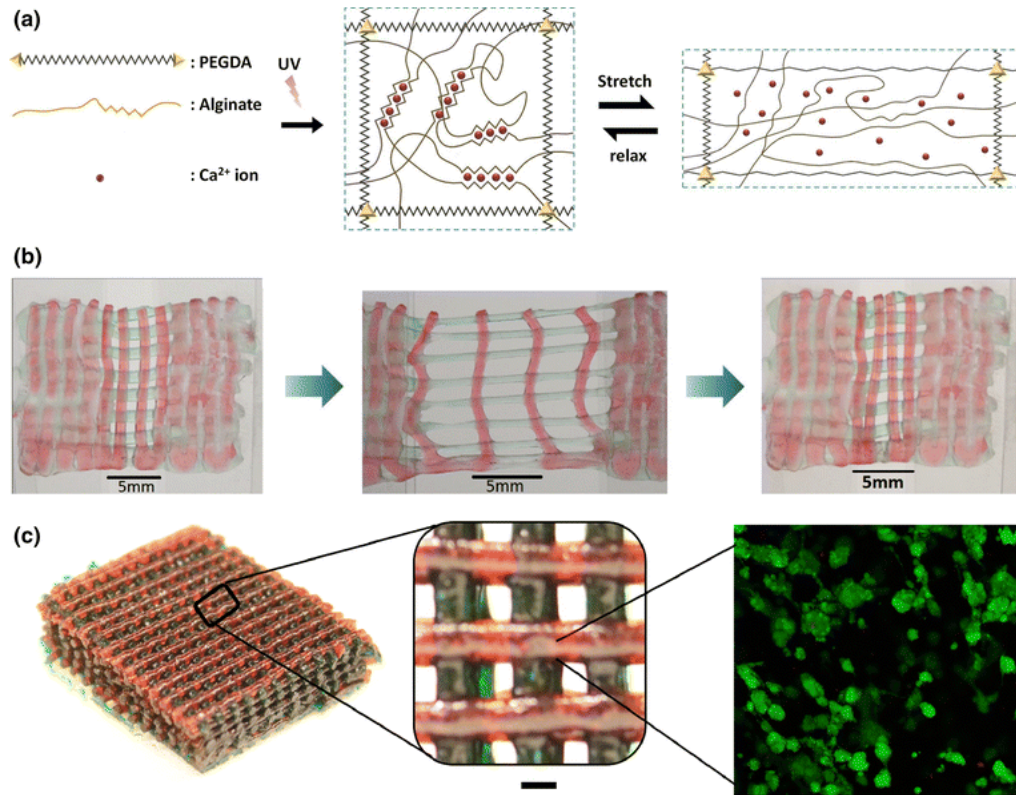 (a)
: PEGDA
UV
: Alginate
: Ca²⁺ ion
Stretch
relax
(b)
5mm
5mm
5mm
(c)